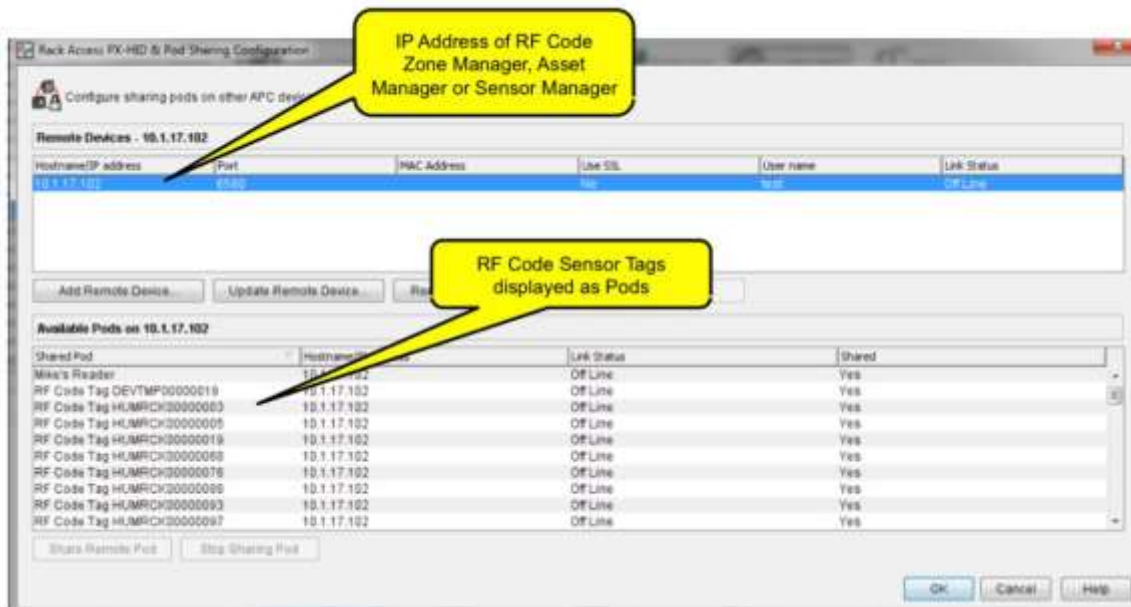 Rack Access PX-HID & Pod Sharing Configuration
IP Address of RF Code
Zone Manager, Asset
Manager or Sensor Manager
Configure sharing pods on other APC
Remote Devices - 10.1.17.102
Hostname/IP address Port MAC Address Use SSL User name Link Status
10.1.17.102 6580 No test Off Line
RF Code Sensor Tags
displayed as Pods
Add Remote Device... Update Remote Device...
Available Pods on 10.1.17.102
Shared Pod Link Status Shared
Mike's Reader 10.1.17.102 Off Line Yes
RF Code Tag DEVTMP00000019 10.1.17.102 Off Line Yes
RF Code Tag HUMRCK00000003 10.1.17.102 Off Line Yes
RF Code Tag HUMRCK00000005 10.1.17.102 Off Line Yes
RF Code Tag HUMRCK00000019 10.1.17.102 Off Line Yes
RF Code Tag HUMRCK00000068 10.1.17.102 Off Line Yes
RF Code Tag HUMRCK00000076 10.1.17.102 Off Line Yes
RF Code Tag 10.1.17.102 Off Line Yes
RF Code Tag HUMRCK00000093 10.1.17.102 Off Line Yes
RF Code Tag HUMRCK00000097 10.1.17.102 Off Line Yes
Share Remote Pod Stop Sharing Pod
OK Cancel Help